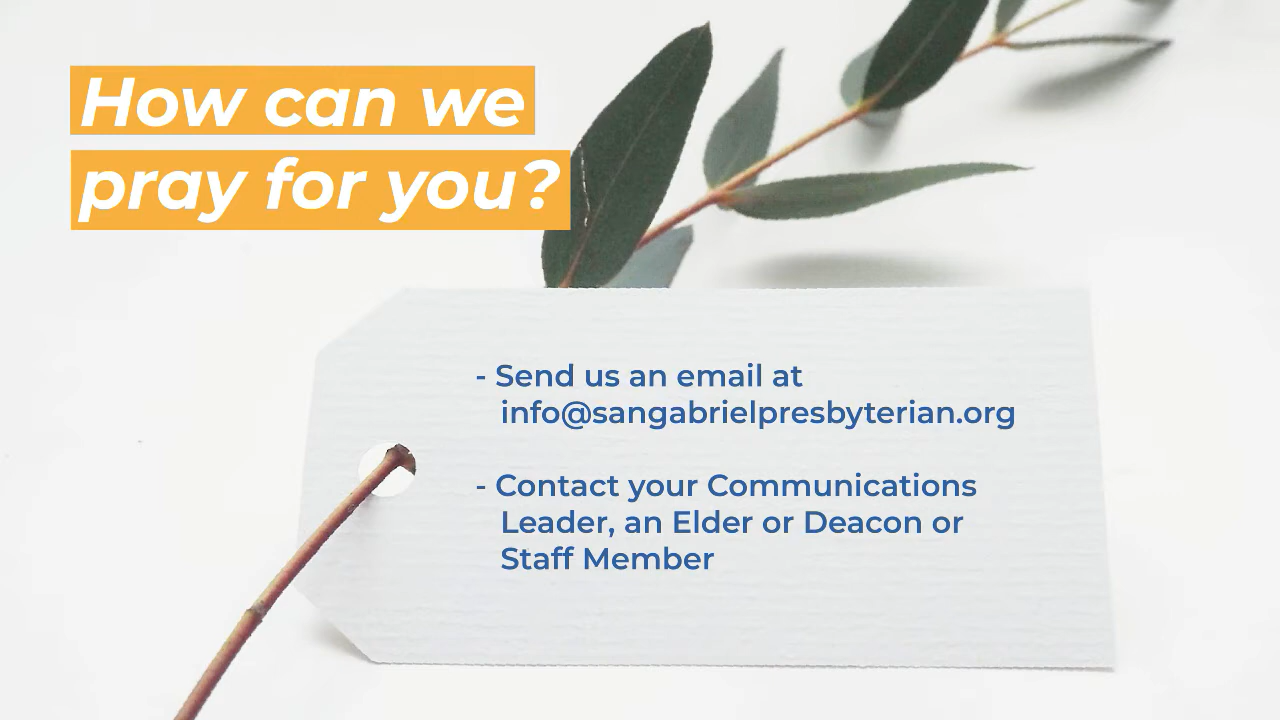 How can we
pray for you?
- Send us an email at
info@sangabrielpresbyterian.org
- Contact your Communications
Leader, an Elder or Deacon or
Staff Member